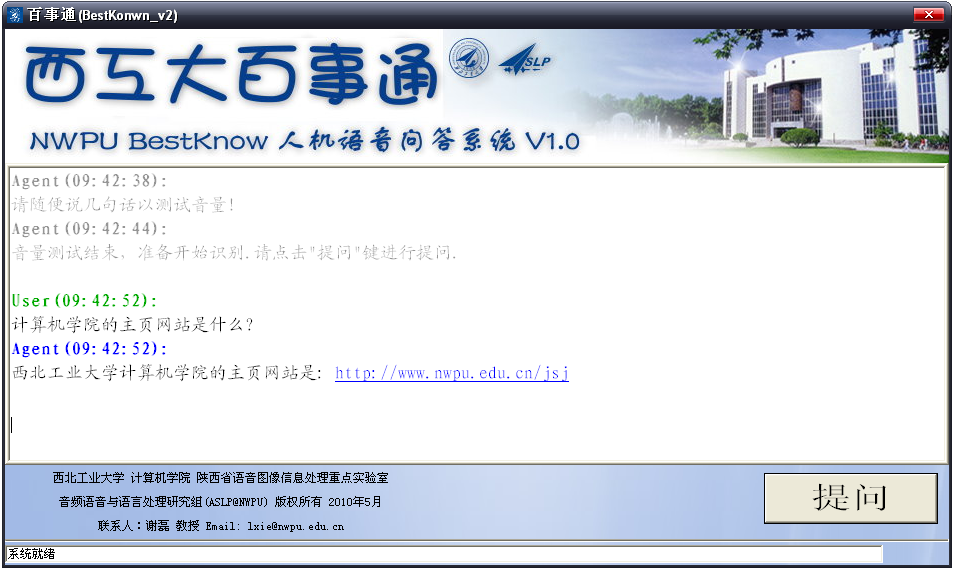 百事通(BestKonwn_v2)
西工大百事通
ASLP
NWPU BestKnow 人机语音问答系统 V1.0
Agent(09:42:38):
请随便说几句话以测试音量!
Agent(09:42:44):
音量测试结束，准备开始识别.请点击"提问"键进行提问.
User(09:42:52):
计算机学院的主页网站是什么?
Agent(09:42:52):
西北工业大学计算机学院的主页网站是: http://www.nwpu.edu.cn/jsj
西北工业大学 计算机学院 陕西省语音图像信息处理重点实验室
音频语音与语言处理研究组(ASLP@NWPU) 版权所有 2010年5月
联系人：谢磊 教授 Email: lxie@nwpu.edu.cn
提问
系统就绪